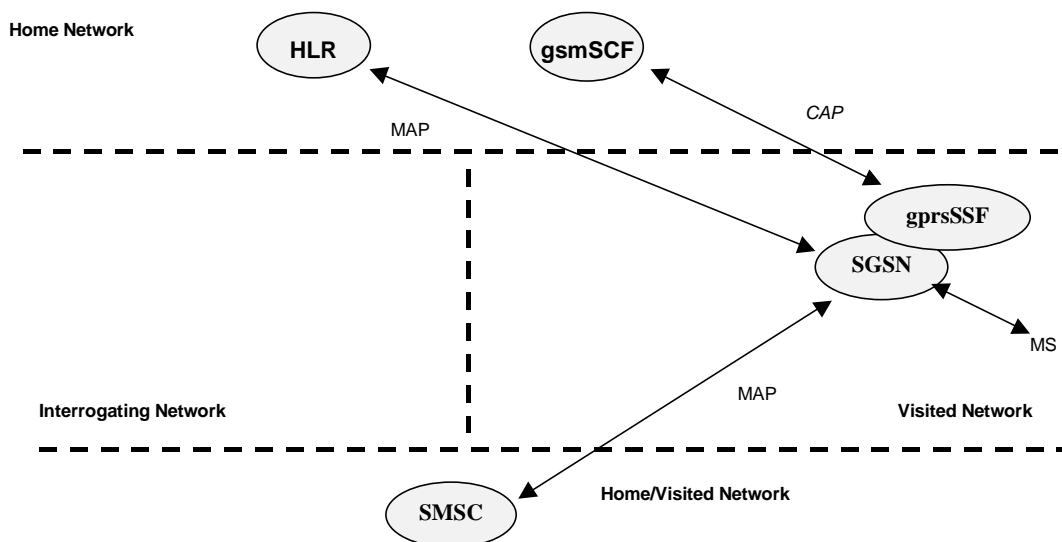 Home Network
HLR
gsmSCF
CAP
MAP
gprsSSF
SGSN
MS
MAP
Interrogating Network
Visited Network
Home/Visited Network
SMSC